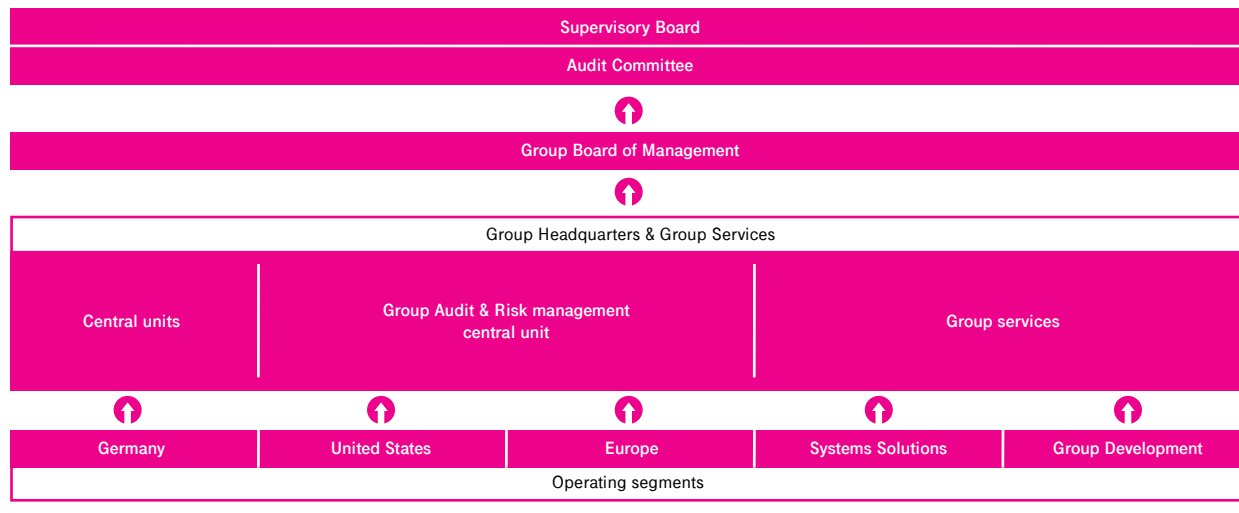 Supervisory Board
Audit Committee
Group Board of Management
Group Headquarters & Group Services
Central units
Group Audit & Risk management
central unit
Group services
Germany
United States
Europe
Systems Solutions
Group Development
Operating segments